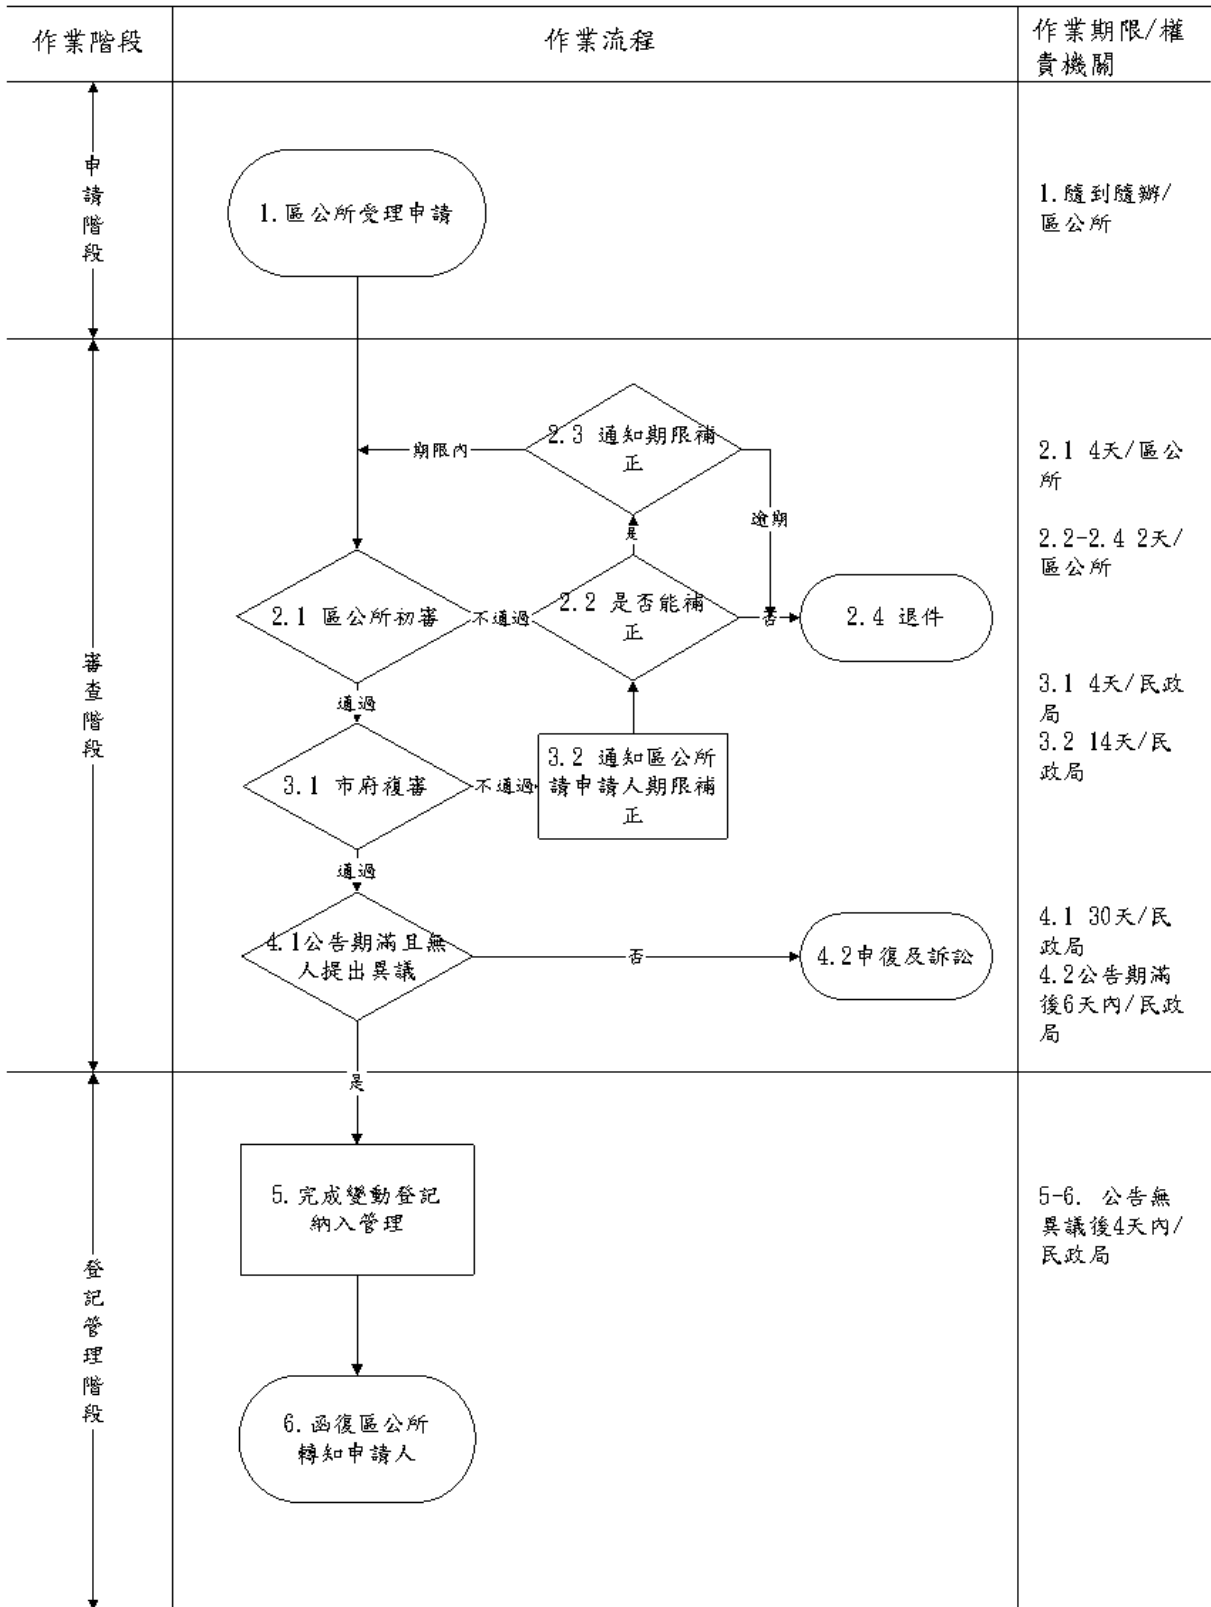 作業階段
作業流程
作業期限/權
責機關
申請階段
1.區公所受理申請
1.隨到隨辦/
區公所
審查階段
2.3 通知期限補
正
期限內
逾期
是
2.1 區公所初審
不通過
2.2 是否能補
正
否
2.4 退件
通過
3.1 市府複審
不通過
3.2 通知區公所
請申請人期限補
正
通過
4.1公告期滿且無
人提出異議
否
4.2申復及訴訟
2.1 4天/區公
所
2.2-2.4 2天/
區公所
3.1 4天/民政
局
3.2 14天/民
政局
4.1 30天/民
政局
4.2公告期滿
後6天內/民政
局
登記管理階段
是
5.完成變動登記
納入管理
5-6. 公告無
異議後4天內/
民政局
6.函復區公所
轉知申請人